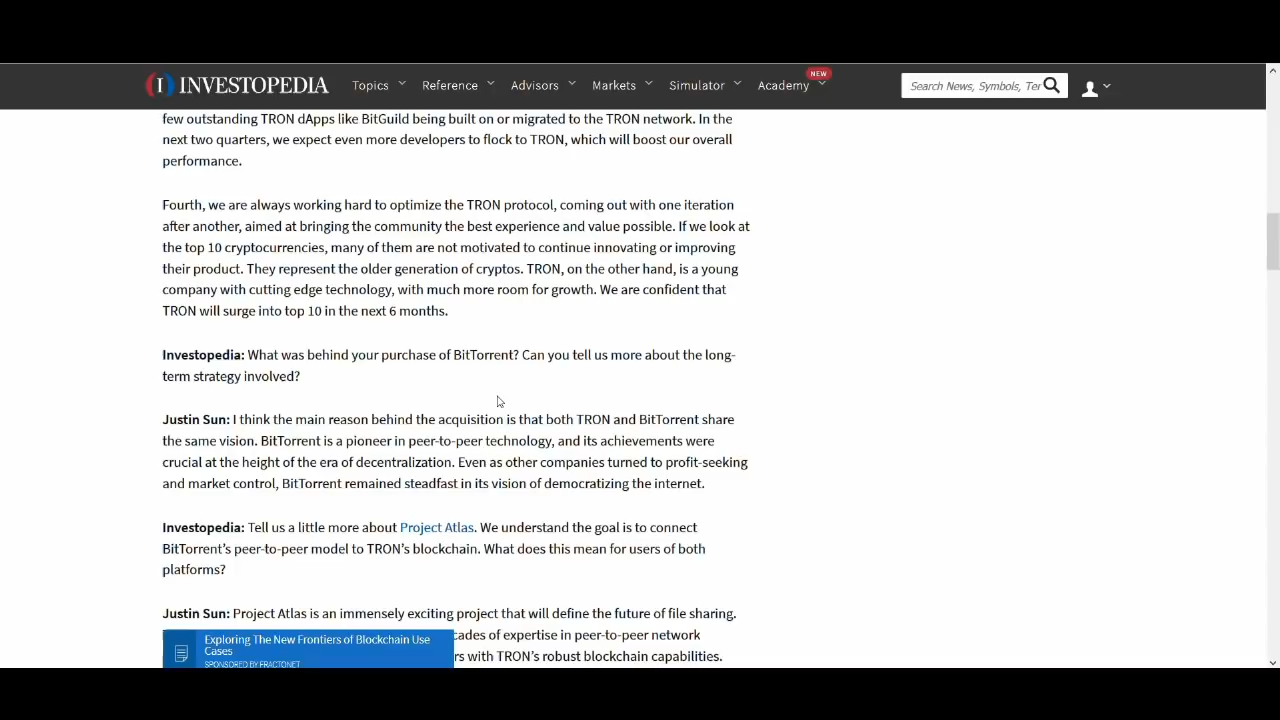 INVESTOPEDIA Topics Reference Advisors Markets Simulator Academy NEW Search News, Symbols, Ter
few outstanding TRON dApps like BitGuild being built on or migrated to the TRON network. In the
next two quarters, we expect even more developers to flock to TRON, which will boost our overall
performance.
Fourth, we are always working hard to optimize the TRON protocol, coming out with one iteration
after another, aimed at bringing the community the best experience and value possible. If we look at
the top 10 cryptocurrencies, many of them are not motivated to continue innovating or improving
their product. They represent the older generation of cryptos. TRON, on the other hand, is a young
company with cutting edge technology, with much more room for growth. We are confident that
TRON will surge into top 10 in the next 6 months.
Investopedia: What was behind your purchase of BitTorrent? Can you tell us more about the long-
term strategy involved?
Justin Sun: I think the main reason behind the acquisition is that both TRON and BitTorrent share
the same vision. BitTorrent is a pioneer in peer-to-peer technology, and its achievements were
crucial at the height of the era of decentralization. Even as other companies turned to profit-seeking
and market control, BitTorrent remained steadfast in its vision of democratizing the internet.
Investopedia: Tell us a little more about Project Atlas. We understand the goal is to connect
BitTorrent's peer-to-peer model to TRON's blockchain. What does this mean for users of both
platforms?
Justin Sun: Project Atlas is an immensely exciting project that will define the future of file sharing.
cades of expertise in peer-to-peer network
rs with TRON's robust blockchain capabilities.
Exploring The New Frontiers of Blockchain Use
Cases
SPONSORED BY FRACTONET